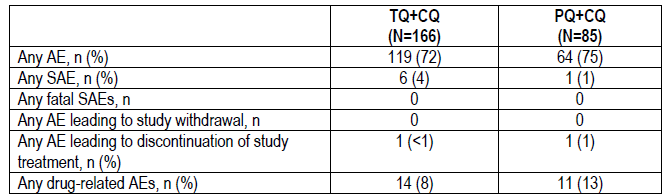 TQ+CQ PQ+CQ
(N=166) (N=85)
Any AE, n (%) 119 (72) 64 (75)
Any SAE, n (%) 6 (4) 1 (1)
Any fatal SAEs, n 0 0
Any AE leading to study withdrawal, n 0 0
Any AE leading to discontinuation of study 1 (<1) 1 (1)
treatment, n (%)
Any drug-related AEs, n (%) 14 (8) 11 (13)